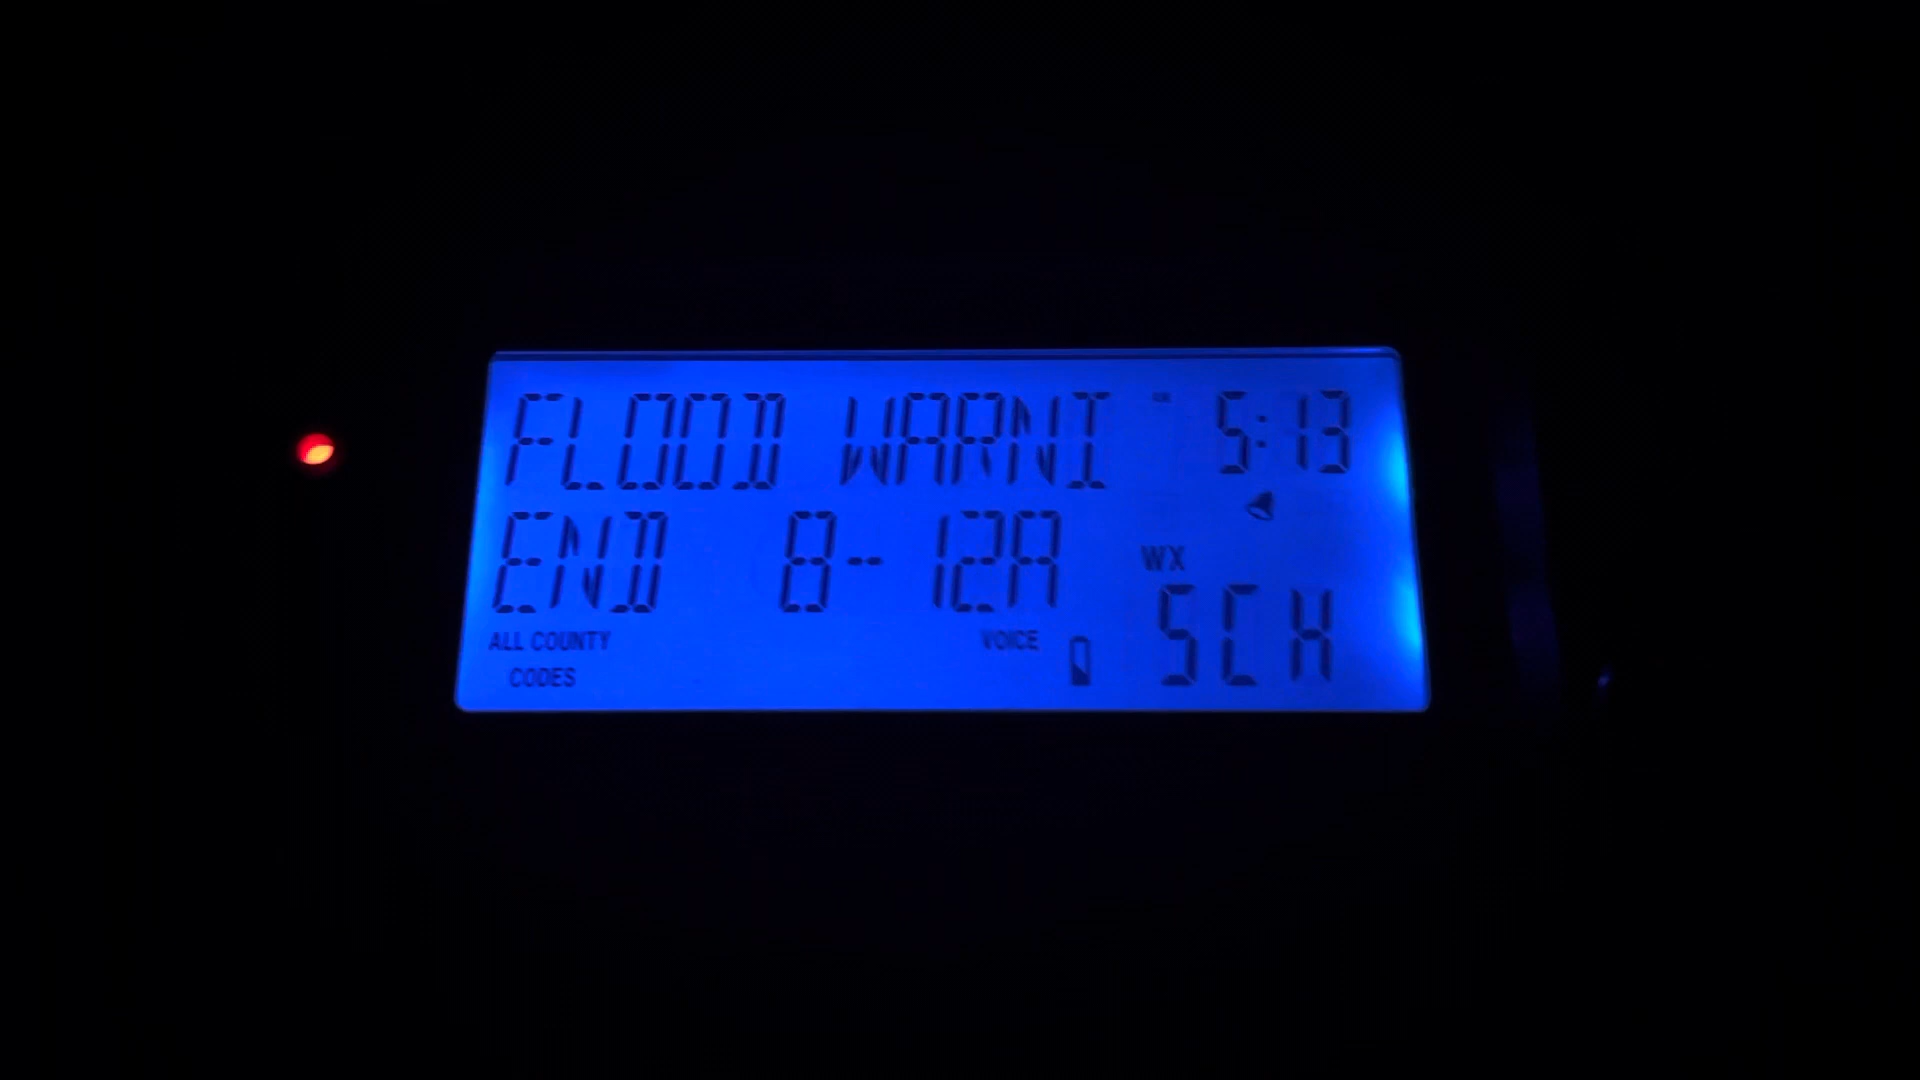 FLOOD WARNI 5:13
END 8-12A
WX
SCH
ALL COUNTY
CODES
VOICE